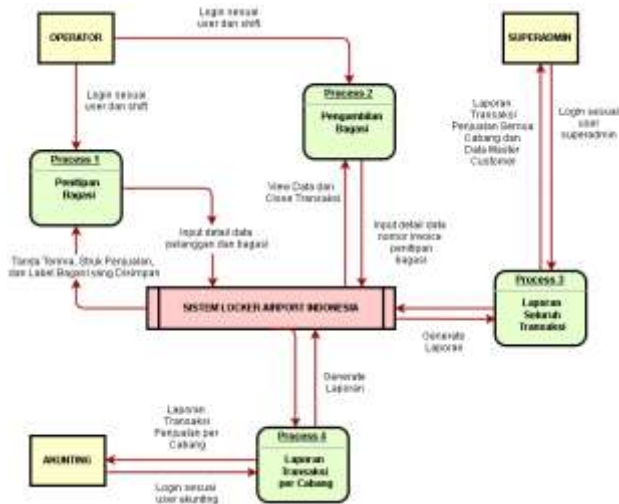 OPERATOR
Login sesuai
user dan shift
Login sesuai
user dan shift
SUPERADMIN
Process 2
Pengambilan
Bagasi
Laporan
Transaksi
Penjualan Semua
Cabang dan
Data Master
Customer
Login sesuai
user
superadmin
Process 1
Penitipan
Bagasi
View Data dan
Close Transaksi
Input detail data
pelanggan dan bagasi
Input detail data
nomor invoice
penitipan
bagasi
Tanda Terima, Struk Penjualan,
dan Label Bagasi yang Disimpan
Process 3
Laporan
Seluruh
Transaksi
SISTEM LOCKER AIRPORT INDONESIA
Generate
Laporan
Generate
Laporan
Laporan
Transaksi
Penjualan per
Cabang
AKUNTING
Login sesuai
user akunting
Process 4
Laporan
Transaksi
per Cabang